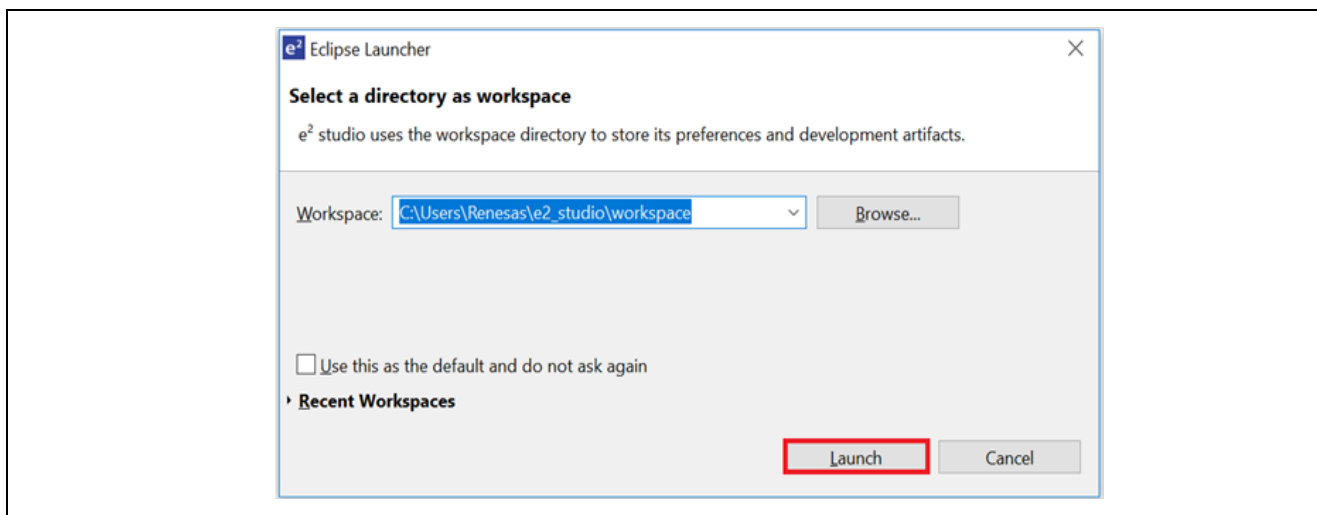 e² Eclipse Launcher
Select a directory as workspace
e² studio uses the workspace directory to store its preferences and development artifacts.
Workspace: C:\Users\Renesas\e2_studio\workspace Browse...
Use this as the default and do not ask again
Recent Workspaces
Launch Cancel